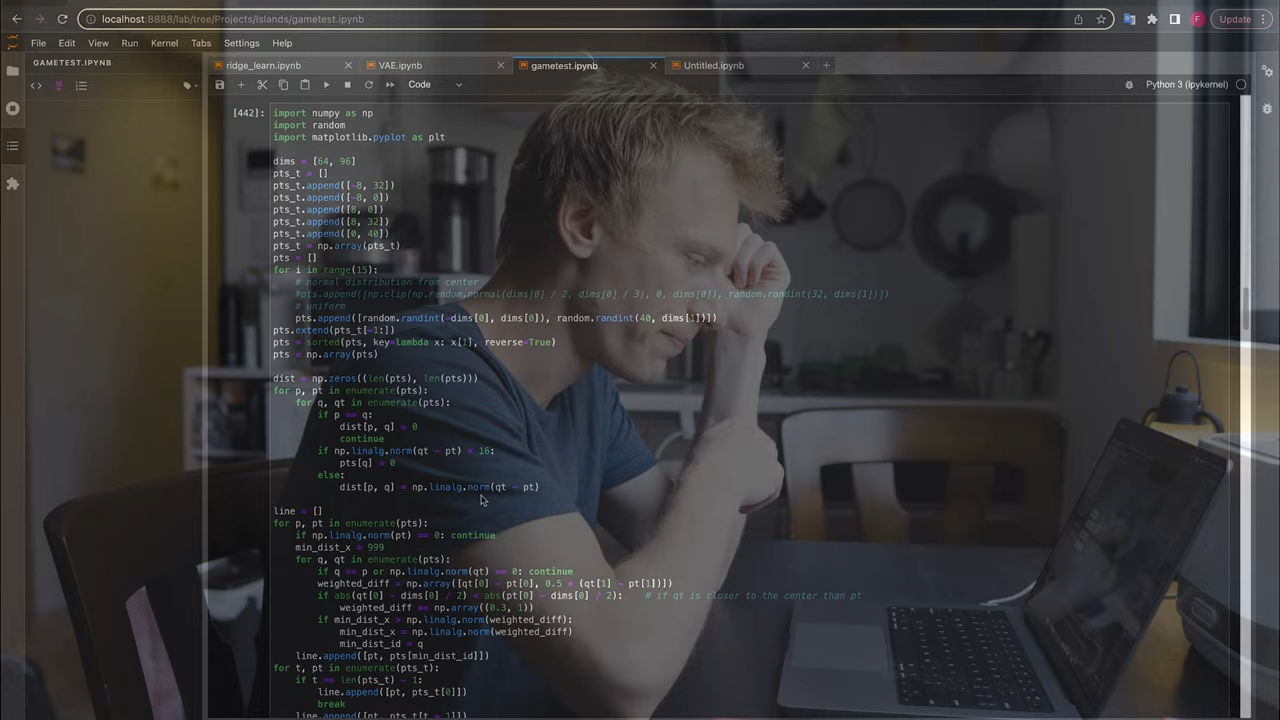 localhost:8888/lab/tree/Projects/Islands/gametest.ipynb
F
Update
File Edit View Run Kernel Tabs Settings Help
GAMETEST.IPYNB
ridge_learn.ipynb
VAE.ipynb
gametest.ipynb
Untitled.ipynb
Code
Python 3 (ipykernel)
[442]:
import numpy as np
import random
import matplotlib.pyplot as plt
dims = [64, 96]
pts_t = []
pts_t.append([-8, 32])
pts_t.append([-8, 0])
pts_t.append([8, 0])
pts_t.append([8, 32])
pts_t.append([0, 40])
pts_t = np.array(pts_t)
pts = []
for i in range(15):
# normal distribution from center
#pts.append([np.clip(np.random.normal(dims[0] / 2, dims[0] / 3), 0, dims[0]), random.randint(32, dims[1])])
# uniform
pts.append([random.randint(-dims[0], dims[0]), random.randint(40, dims[1])])
pts.extend(pts_t[-1:])
pts = sorted(pts, key=lambda x: x[1], reverse=True)
pts = np.array(pts)
dist = np.zeros((len(pts), len(pts)))
for p, pt in enumerate(pts):
for q, qt in enumerate(pts):
if p == q:
dist[p, q] = 0
continue
if np.linalg.norm(qt - pt) < 16:
pts[q] = 0
else:
dist[p, q] = np.linalg.norm(qt - pt)
line = []
for p, pt in enumerate(pts):
if np.linalg.norm(pt) == 0: continue
min_dist_x = 999
for q, qt in enumerate(pts):
if q <= p or np.linalg.norm(qt) == 0: continue
weighted_diff = np.array([qt[0] - pt[0], 0.5 * (qt[1] - pt[1])])
if abs(qt[0] - dims[0] / 2) < abs(pt[0] - dims[0] / 2): # if qt is closer to the center than pt
weighted_diff *= np.array((0.3, 1))
if min_dist_x > np.linalg.norm(weighted_diff):
min_dist_x = np.linalg.norm(weighted_diff)
min_dist_id = q
line.append([pt, pts[min_dist_id]])
for t, pt in enumerate(pts_t):
if t == len(pts_t) - 1:
line.append([pt, pts_t[0]])
break
line.append([pt, pts_t[t + 1]])